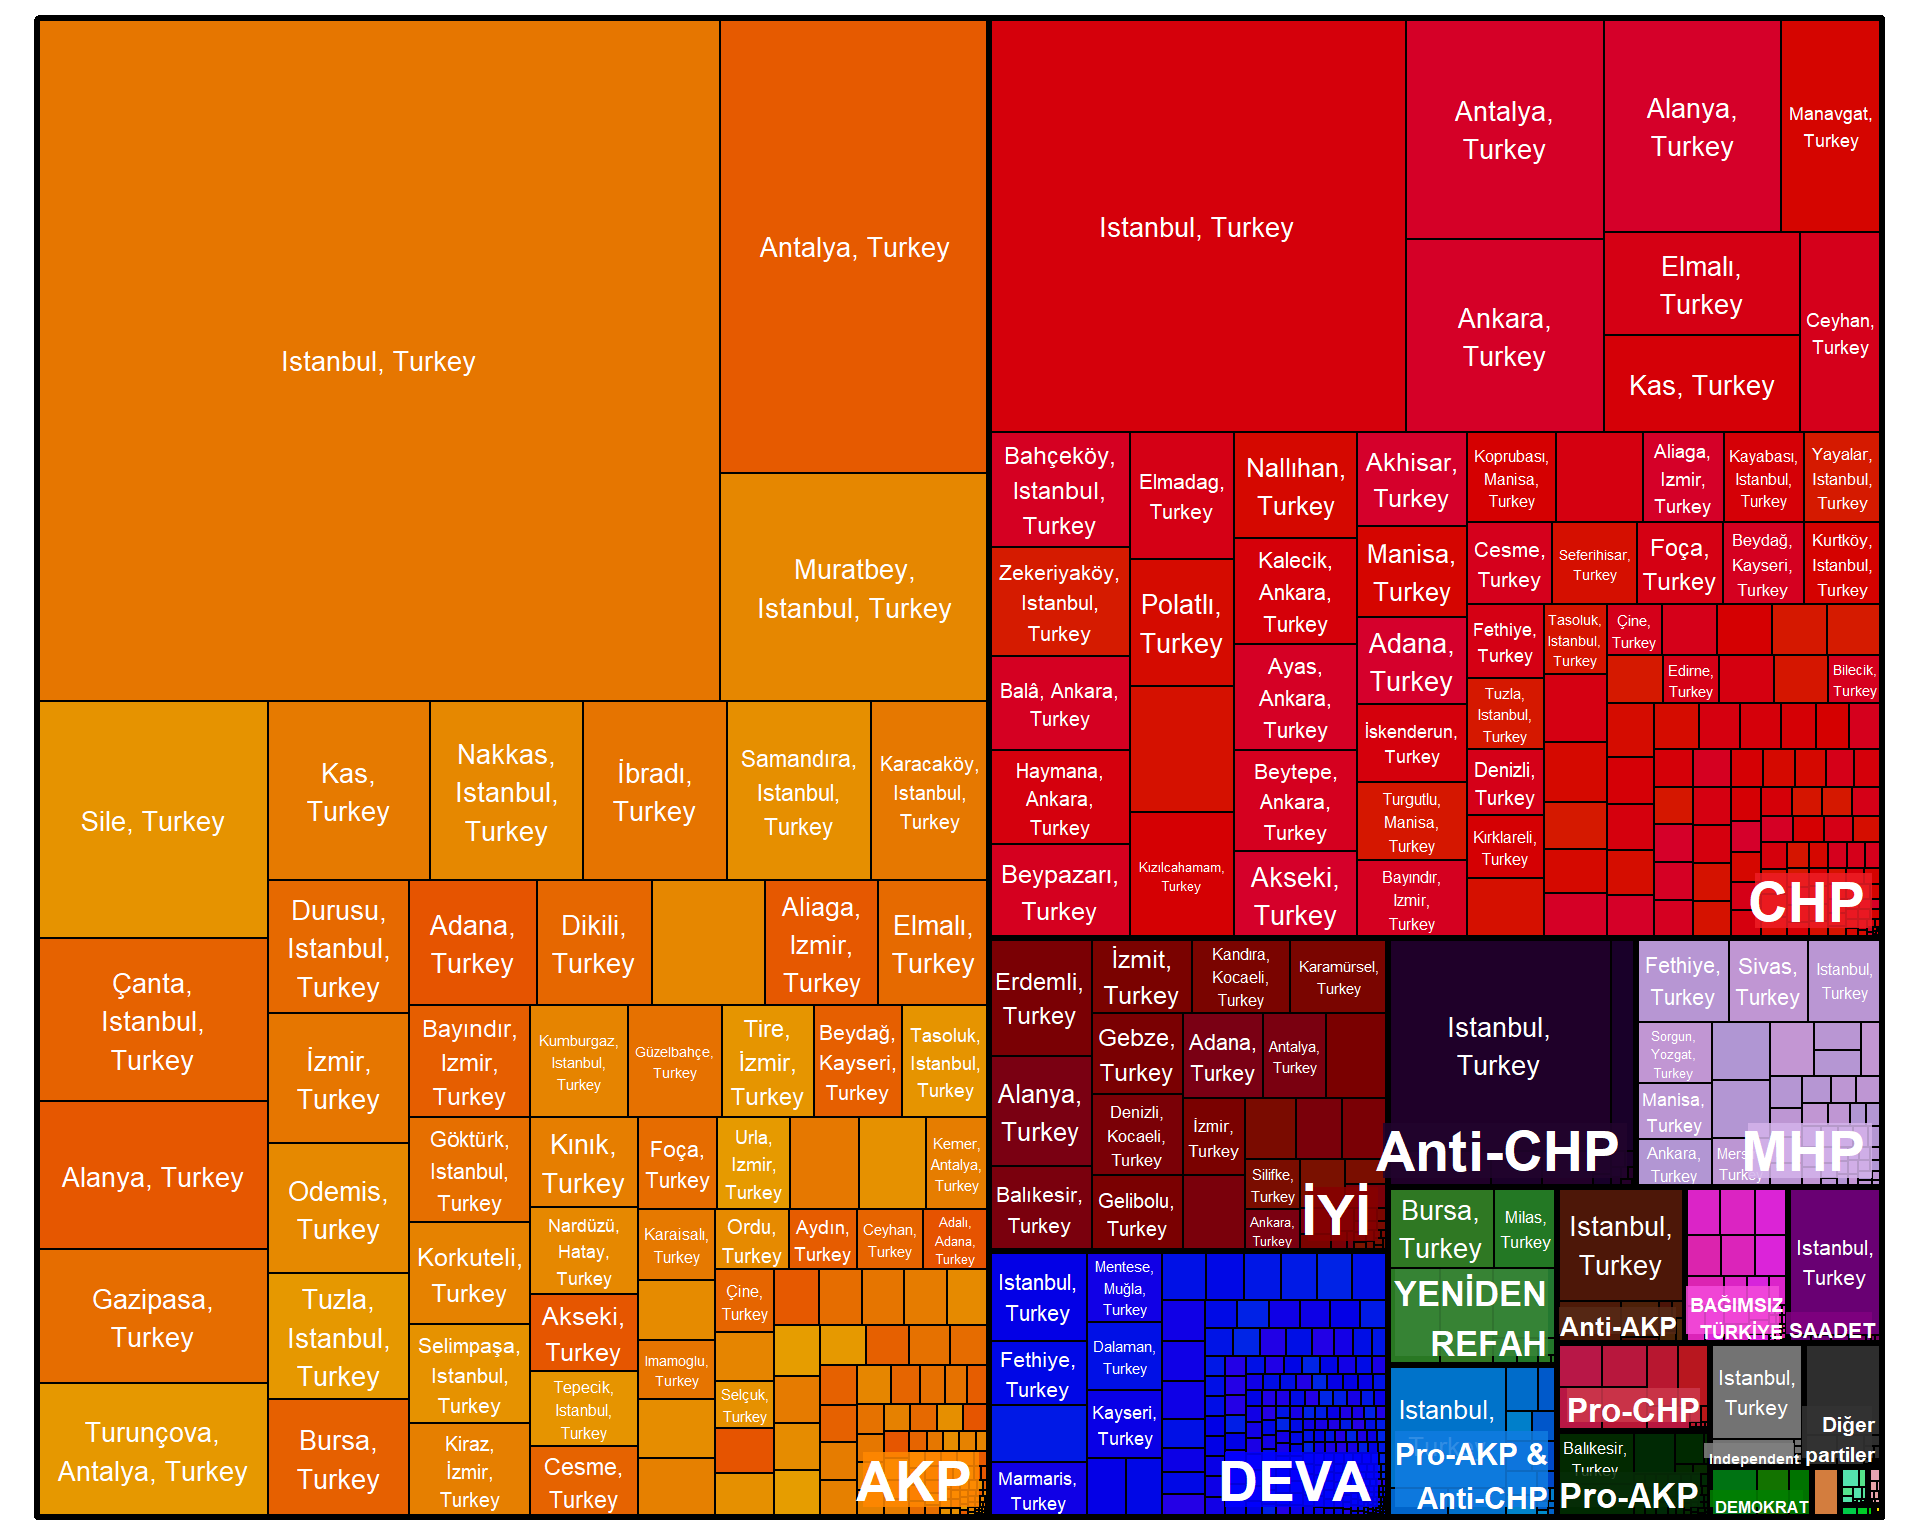 Istanbul, Turkey
Antalya, Turkey
Muratbey,
Istanbul, Turkey
Sile, Turkey
Kas,
Turkey
Nakkas,
Istanbul,
Turkey
İbradı,
Turkey
Samandıra,
Istanbul,
Turkey
Karacaköy,
Istanbul,
Turkey
Çanta,
Istanbul,
Turkey
Alanya, Turkey
Gazipasa,
Turkey
Turunçova,
Antalya, Turkey
Durusu,
Istanbul,
Turkey
İzmir,
Turkey
Odemis,
Turkey
Tuzla,
Istanbul,
Turkey
Bursa,
Turkey
Adana,
Turkey
Dikili,
Turkey
Aliaga,
Izmir,
Turkey
Elmalı,
Turkey
Bayındır,
Izmir,
Turkey
Kumburgaz,
Istanbul,
Turkey
Güzelbahçe,
Turkey
Tire,
İzmir,
Turkey
Beydağ,
Kayseri,
Turkey
Tasoluk,
Istanbul,
Turkey
Göktürk,
Istanbul,
Turkey
Korkuteli,
Turkey
Selimpaşa,
Istanbul,
Turkey
Kiraz,
İzmir,
Turkey
Kınık,
Turkey
Nardüzü,
Hatay,
Turkey
Akseki,
Turkey
Tepecik,
Istanbul,
Turkey
Cesme,
Turkey
Foça,
Turkey
Urla,
Izmir,
Turkey
Kemer,
Antalya,
Turkey
Karaisalı,
Turkey
Imamoglu,
Turkey
Ordu,
Turkey
Aydın,
Turkey
Ceyhan,
Turkey
Adalı,
Adana,
Turkey
Çine,
Turkey
Selçuk,
Turkey
AKP
Istanbul, Turkey
Antalya,
Turkey
Alanya,
Turkey
Manavgat,
Turkey
Ankara,
Turkey
Elmalı,
Turkey
Kas, Turkey
Ceyhan,
Turkey
Bahçeköy,
Istanbul,
Turkey
Zekeriyaköy,
Istanbul,
Turkey
Balâ, Ankara,
Turkey
Haymana,
Ankara,
Turkey
Beypazarı,
Turkey
Elmadag,
Turkey
Polatlı,
Turkey
Kızılcahamam,
Turkey
Nallıhan,
Turkey
Kalecik,
Ankara,
Turkey
Ayas,
Ankara,
Turkey
Beytepe,
Ankara,
Turkey
Akseki,
Turkey
Akhisar,
Turkey
Manisa,
Turkey
Adana,
Turkey
İskenderun,
Turkey
Turgutlu,
Manisa,
Turkey
Bayındır,
Izmir,
Turkey
Koprubası,
Manisa,
Turkey
Aliaga,
Izmir,
Turkey
Kayabası,
Istanbul,
Turkey
Yayalar,
Istanbul,
Turkey
Cesme,
Turkey
Seferihisar,
Turkey
Foça,
Turkey
Beydağ,
Kayseri,
Turkey
Kurtköy,
Istanbul,
Turkey
Fethiye,
Turkey
Tasoluk,
Istanbul,
Turkey
Çine,
Turkey
Edirne,
Turkey
Bilecik,
Turkey
Tuzla,
Istanbul,
Turkey
Denizli,
Turkey
Kırklareli,
Turkey
CHP
Erdemli,
Turkey
Alanya,
Turkey
Balıkesir,
Turkey
İzmit,
Turkey
Kandıra,
Kocaeli,
Turkey
Karamürsel,
Turkey
Gebze,
Turkey
Adana,
Turkey
Antalya,
Turkey
Denizli,
Kocaeli,
Turkey
İzmir,
Turkey
Gelibolu,
Turkey
Silifke,
Turkey
Ankara,
Turkey
İYİ
Istanbul,
Turkey
Anti-CHP
Fethiye,
Turkey
Sivas,
Turkey
Istanbul,
Turkey
Sorgun,
Yozgat,
Turkey
Manisa,
Turkey
Ankara,
Turkey
MHP
Istanbul,
Turkey
Fethiye,
Turkey
Marmaris,
Turkey
Mentese,
Muğla,
Turkey
Dalaman,
Turkey
Kayseri,
Turkey
DEVA
Bursa,
Turkey
Milas,
Turkey
YENİDEN
REFAH
Istanbul,
Turkey
Anti-AKP
BAĞIMSIZ
TÜRKİYE
Istanbul,
Turkey
SAADET
Istanbul,
Turkey
Pro-AKP &
Anti-CHP
Pro-CHP
Istanbul,
Turkey
Independent
Diğer
partiler
Balıkesir,
Turkey
Pro-AKP
DEMOKRAT